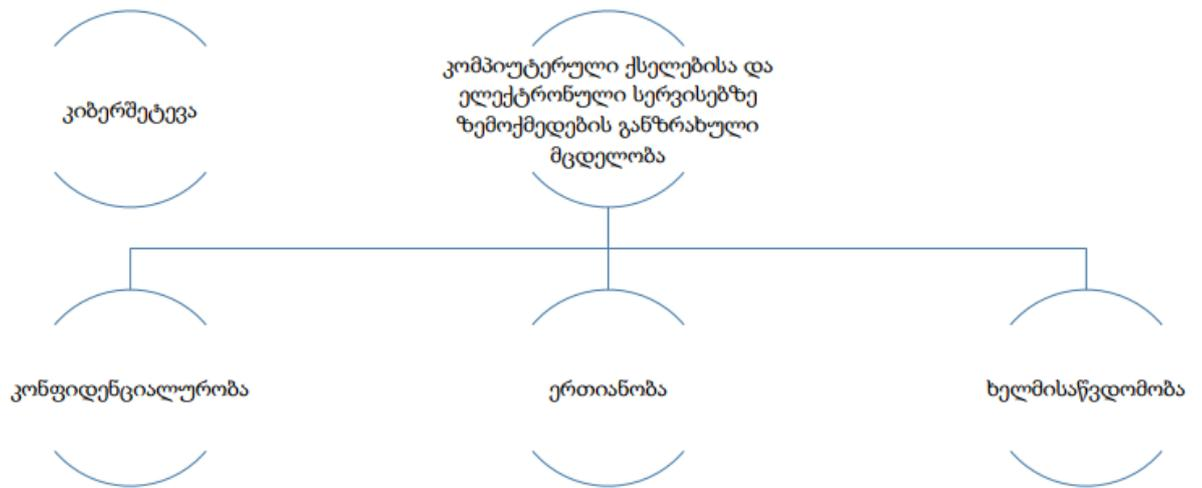 კიბერშეტევა
კომპიუტერული ქსელებისა და
ელექტრონული სერვისებზე
ზემოქმედების განზრახული
მცდელობა
კონფიდენციალურობა
ერთიანობა
ხელმისაწვდომობა